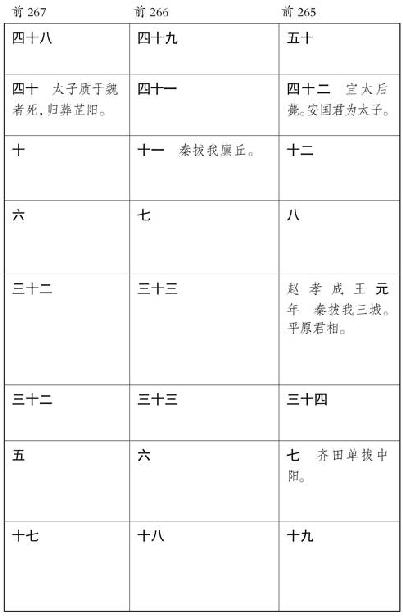 前 267 前 266 前 265
四十八 四十九 五十
四十 太子质于魏 四十一 四十二 宣太后
者死，归葬芷阳。 薨。安国君为太子。
十 十一 秦拔我廪丘。 十二
六 七 八
三十二 三十三 赵孝成王元
年 秦拔我三城。
平原君相。
三十二 三十三 三十四
五 六 七 齐田单拔中
阳。
十七 十八 十九